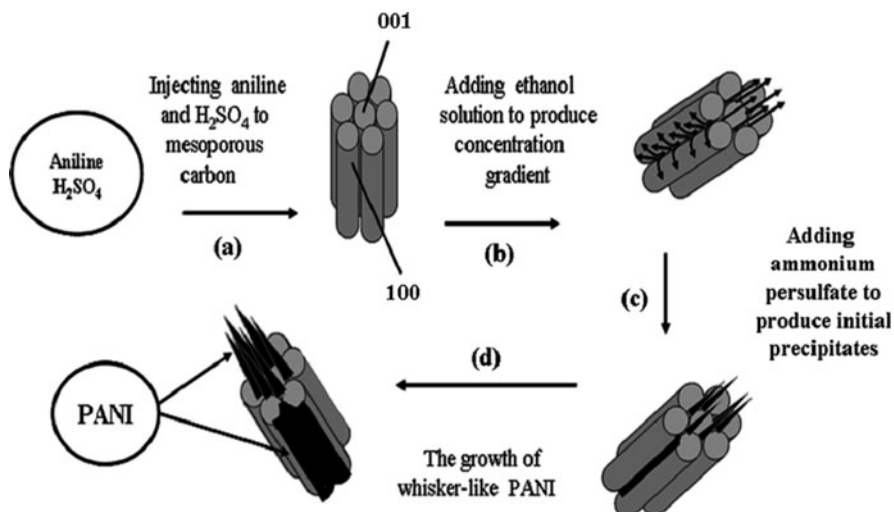 001
Injecting aniline
and H₂SO₄ to
mesoporous
carbon
Adding ethanol
solution to produce
concentration
gradient
Aniline
H₂SO₄
(a)
(b)
100
(c)
Adding
ammonium
persulfate to
produce initial
precipitates
(d)
PANI
The growth of
whisker-like PANI